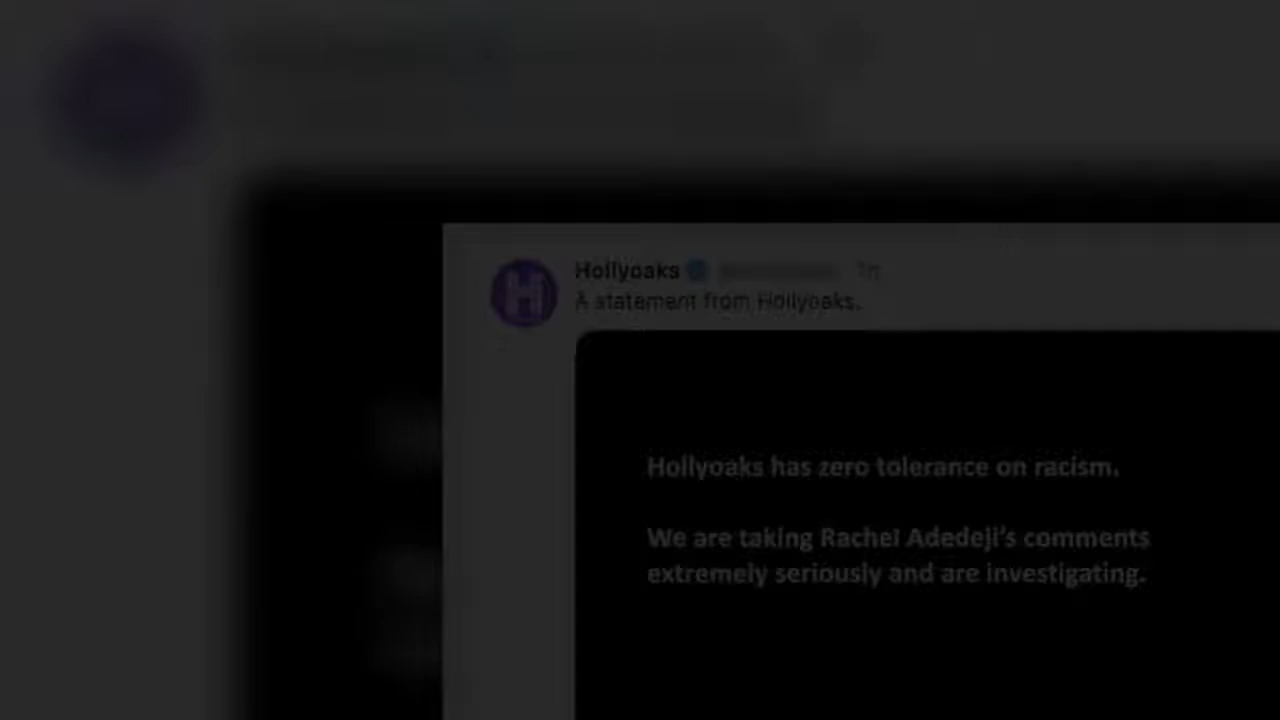 H
Hollyoaks
A statement from Hollyoaks.
Hollyoaks has zero tolerance on racism.
We are taking Rachel Adedeji's comments
extremely seriously and are investigating.